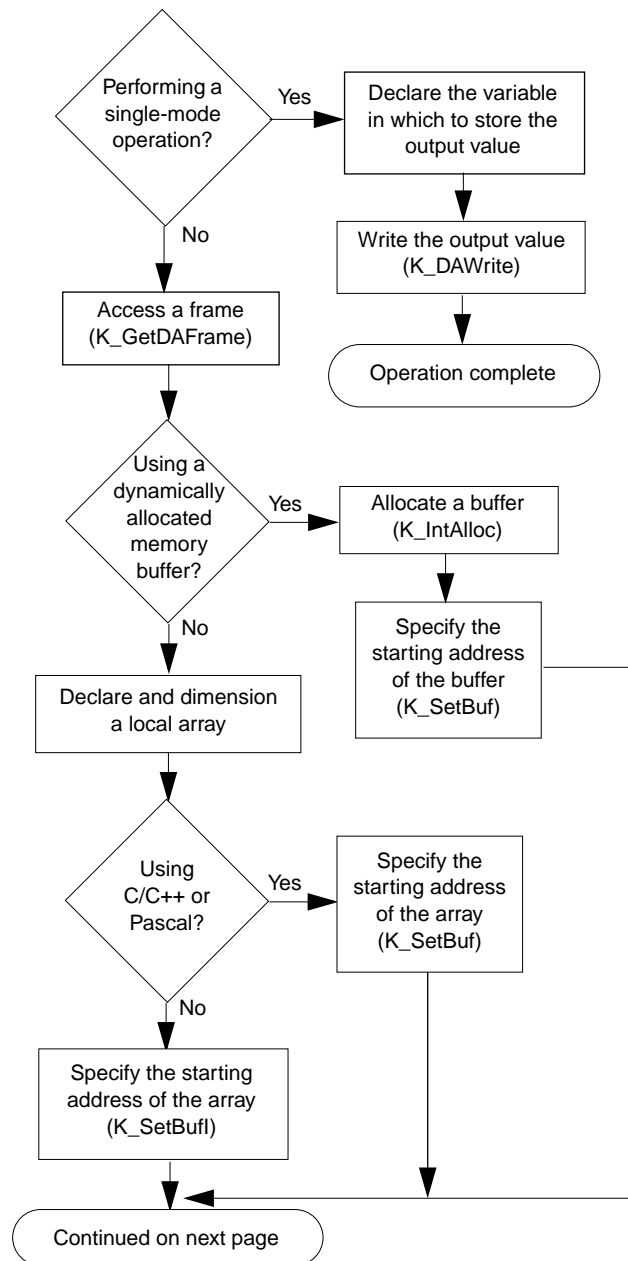 Performing a
single-mode
operation?
Yes
Declare the variable
in which to store the
output value
No
Write the output value
(K_DAWrite)
Access a frame
(K_GetDAFrame)
Operation complete
Using a
dynamically
allocated
memory
buffer?
Yes
Allocate a buffer
(K_IntAlloc)
No
Specify the
starting address
of the buffer
(K_SetBuf)
Declare and dimension
a local array
Using
C/C++ or
Pascal?
Yes
Specify the
starting address
of the array
(K_SetBuf)
No
Specify the starting
address of the array
(K_SetBufI)
Continued on next page